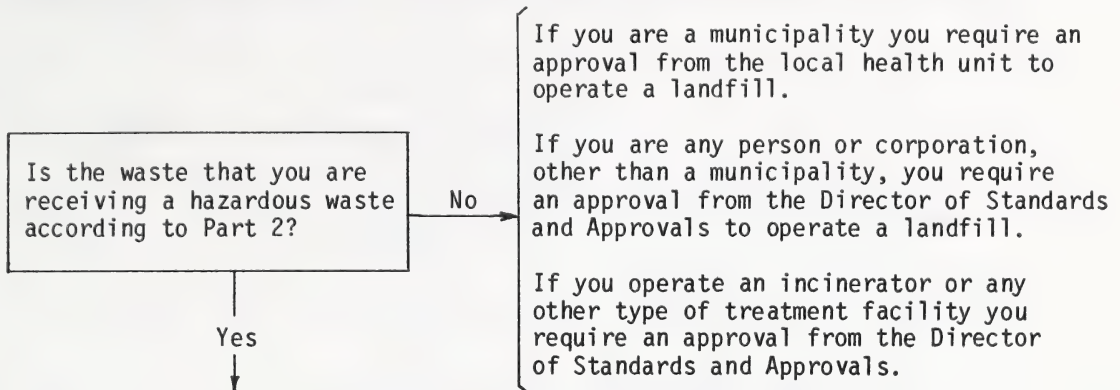 Is the waste that you are
receiving a hazardous waste
according to Part 2?
No
Yes
If you are a municipality you require an
approval from the local health unit to
operate a landfill.
If you are any person or corporation,
other than a municipality, you require
an approval from the Director of Standards
and Approvals to operate a landfill.
If you operate an incinerator or any
other type of treatment facility you
require an approval from the Director
of Standards and Approvals.